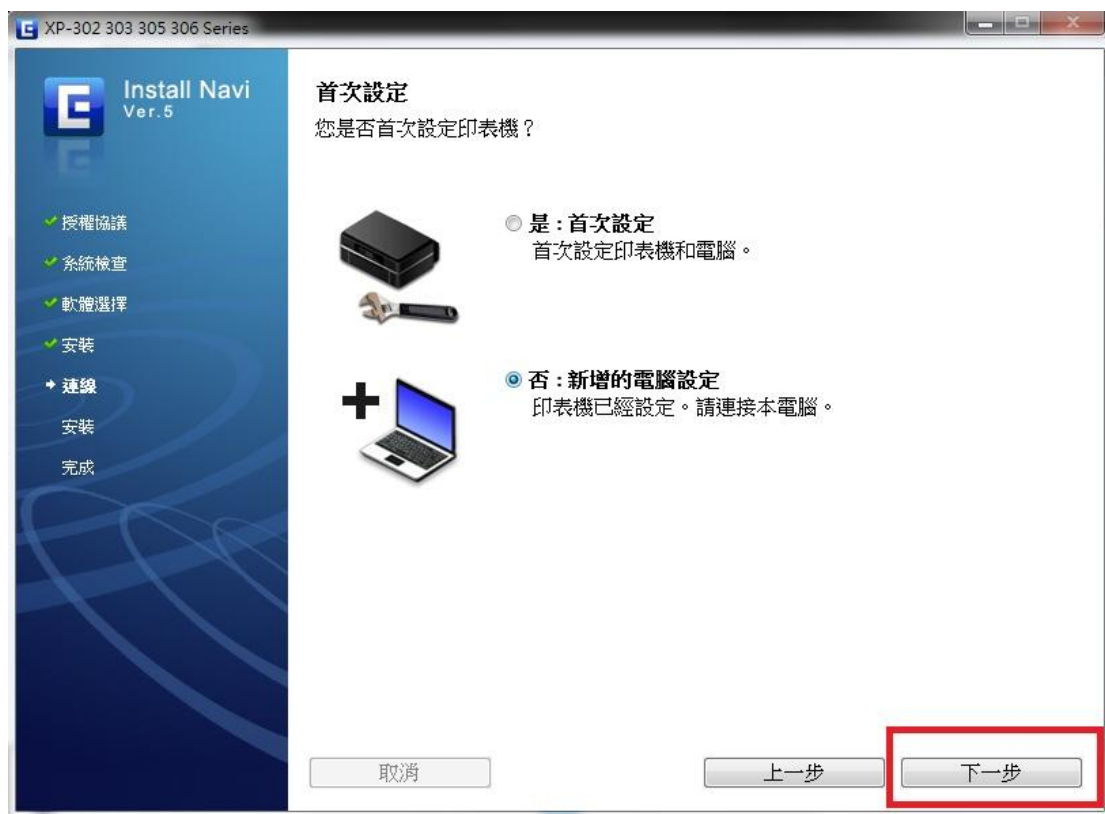 XP-302 303 305 306 Series
Install Navi
Ver.5
授權協議
系統檢查
軟體選擇
安裝
連線
安裝
完成
首次設定
您是否首次設定印表機？
是：首次設定
首次設定印表機和電腦。
否：新增的電腦設定
印表機已經設定。請連接本電腦。
取消
上一步
下一步